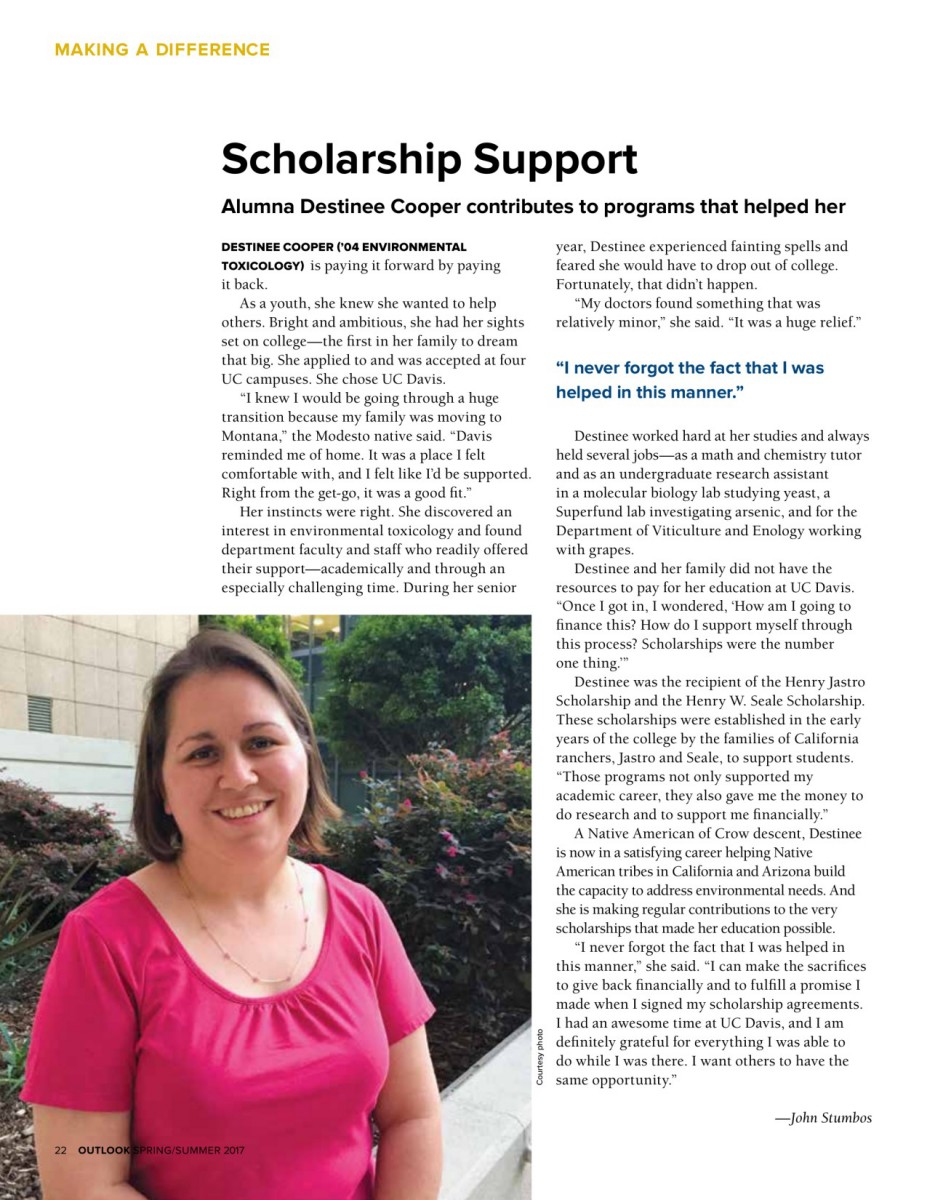 MAKING A DIFFERENCE
Scholarship Support
Alumna Destinee Cooper contributes to programs that helped her
DESTINEE COOPER (’04 ENVIRONMENTAL
TOXICOLOGY) is paying it forward by paying
it back.
As a youth, she knew she wanted to help
others. Bright and ambitious, she had her sights
set on college—the first in her family to dream
that big. She applied to and was accepted at four
UC campuses. She chose UC Davis.
“I knew I would be going through a huge
transition because my family was moving to
Montana,” the Modesto native said. “Davis
reminded me of home. It was a place I felt
comfortable with, and I felt like I’d be supported.
Right from the get-go, it was a good fit.”
Her instincts were right. She discovered an
interest in environmental toxicology and found
department faculty and staff who readily offered
their support—academically and through an
especially challenging time. During her senior
year, Destinee experienced fainting spells and
feared she would have to drop out of college.
Fortunately, that didn’t happen.
“My doctors found something that was
relatively minor,” she said. “It was a huge relief.”
“I never forgot the fact that I was
helped in this manner.”
Destinee worked hard at her studies and always
held several jobs—as a math and chemistry tutor
and as an undergraduate research assistant
in a molecular biology lab studying yeast, a
Superfund lab investigating arsenic, and for the
Department of Viticulture and Enology working
with grapes.
Destinee and her family did not have the
resources to pay for her education at UC Davis.
“Once I got in, I wondered, ‘How am I going to
finance this? How do I support myself through
this process? Scholarships were the number
one thing.’”
Destinee was the recipient of the Henry Jastro
Scholarship and the Henry W. Seale Scholarship.
These scholarships were established in the early
years of the college by the families of California
ranchers, Jastro and Seale, to support students.
“Those programs not only supported my
academic career, they also gave me the money to
do research and to support me financially.”
A Native American of Crow descent, Destinee
is now in a satisfying career helping Native
American tribes in California and Arizona build
the capacity to address environmental needs. And
she is making regular contributions to the very
scholarships that made her education possible.
“I never forgot the fact that I was helped in
this manner,” she said. “I can make the sacrifices
to give back financially and to fulfill a promise I
made when I signed my scholarship agreements.
I had an awesome time at UC Davis, and I am
definitely grateful for everything I was able to
do while I was there. I want others to have the
same opportunity.”
—John Stumbos
Courtesy photo
22 OUTLOOK SPRING/SUMMER 2017